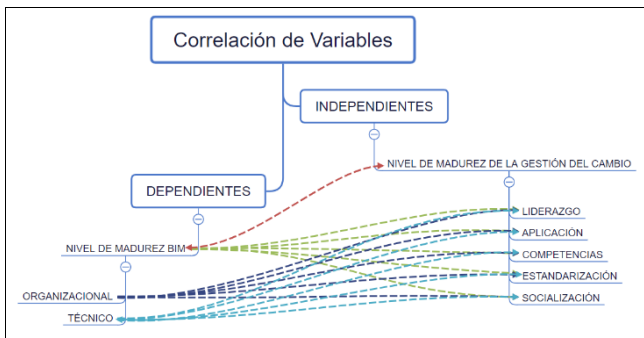 Correlación de Variables
INDEPENDIENTES
NIVEL DE MADUREZ DE LA GESTIÓN DEL CAMBIO
DEPENDIENTES
LIDERAZGO
APLICACIÓN
NIVEL DE MADUREZ BIM
COMPETENCIAS
ESTANDARIZACIÓN
ORGANIZACIONAL
SOCIALIZACIÓN
TÉCNICO